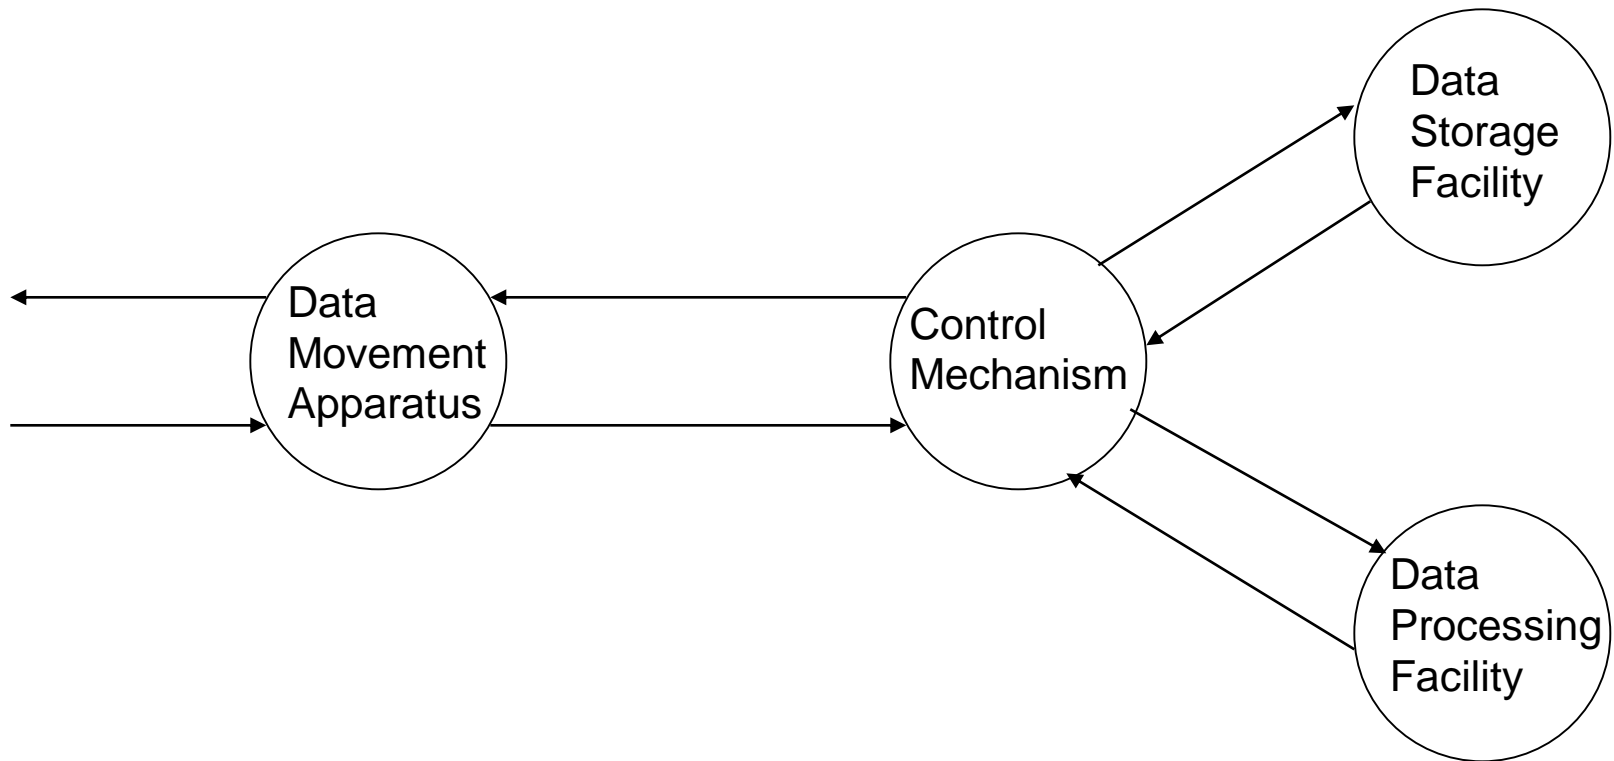 Data
Movement
Apparatus
Control
Mechanism
Data
Storage
Facility
Data
Processing
Facility